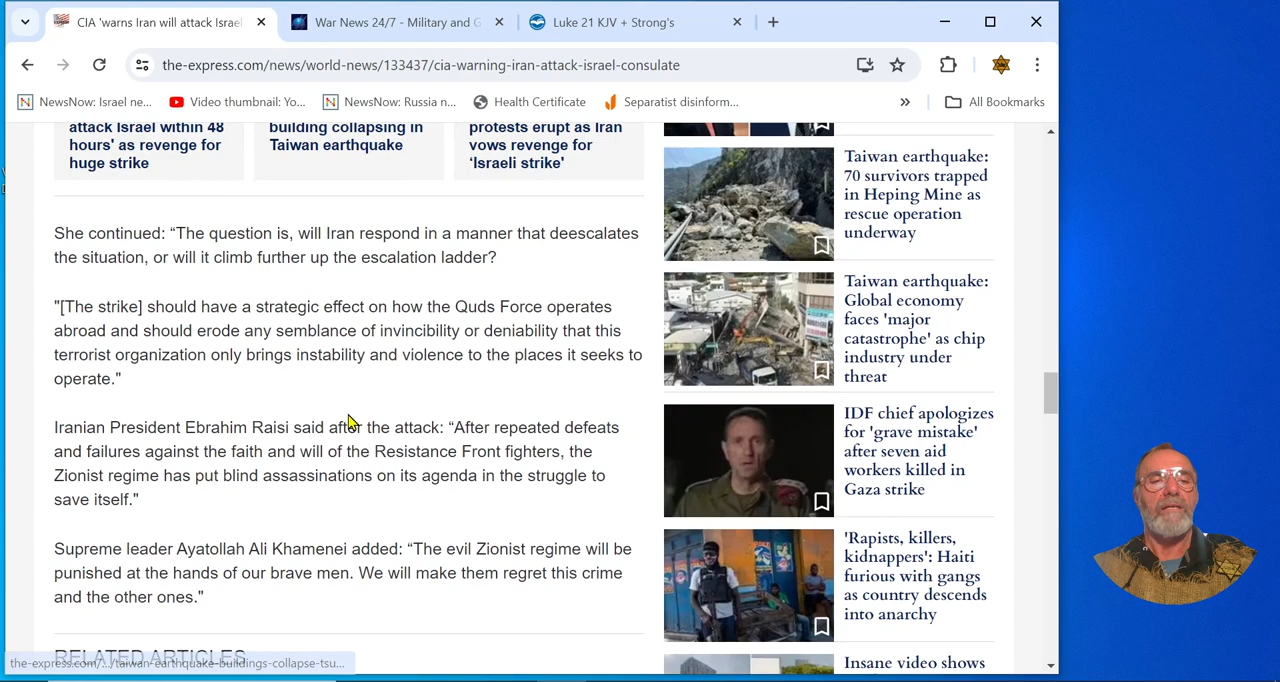 CIA 'warns Iran will attack Israel
War News 24/7 - Military and G
Luke 21 KJV + Strong's
the-express.com/news/world-news/133437/cia-warning-iran-attack-israel-consulate
NewsNow: Israel ne...
Video thumbnail: Yo...
NewsNow: Russia n...
Health Certificate
Separatist disinform...
All Bookmarks
attack Israel within 48
hours' as revenge for
huge strike
building collapsing in
Taiwan earthquake
protests erupt as Iran
vows revenge for
‘Israeli strike’
She continued: “The question is, will Iran respond in a manner that deescalates
the situation, or will it climb further up the escalation ladder?
"[The strike] should have a strategic effect on how the Quds Force operates
abroad and should erode any semblance of invincibility or deniability that this
terrorist organization only brings instability and violence to the places it seeks to
operate."
Iranian President Ebrahim Raisi said after the attack: “After repeated defeats
and failures against the faith and will of the Resistance Front fighters, the
Zionist regime has put blind assassinations on its agenda in the struggle to
save itself."
Supreme leader Ayatollah Ali Khamenei added: “The evil Zionist regime will be
punished at the hands of our brave men. We will make them regret this crime
and the other ones."
RELATED ARTICLES
the-express.com/.../taiwan-earthquake-buildings-collapse-tsu...
Taiwan earthquake:
70 survivors trapped
in Heping Mine as
rescue operation
underway
Taiwan earthquake:
Global economy
faces 'major
catastrophe' as chip
industry under
threat
IDF chief apologizes
for 'grave mistake'
after seven aid
workers killed in
Gaza strike
'Rapists, killers,
kidnappers': Haiti
furious with gangs
as country descends
into anarchy
Insane video shows